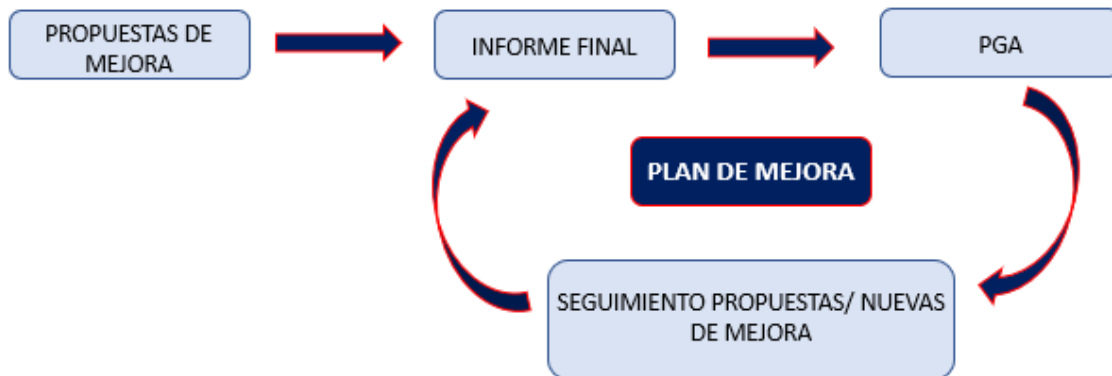 PROPUESTAS DE
MEJORA
INFORME FINAL
PGA
PLAN DE MEJORA
SEGUIMIENTO PROPUESTAS/ NUEVAS
DE MEJORA